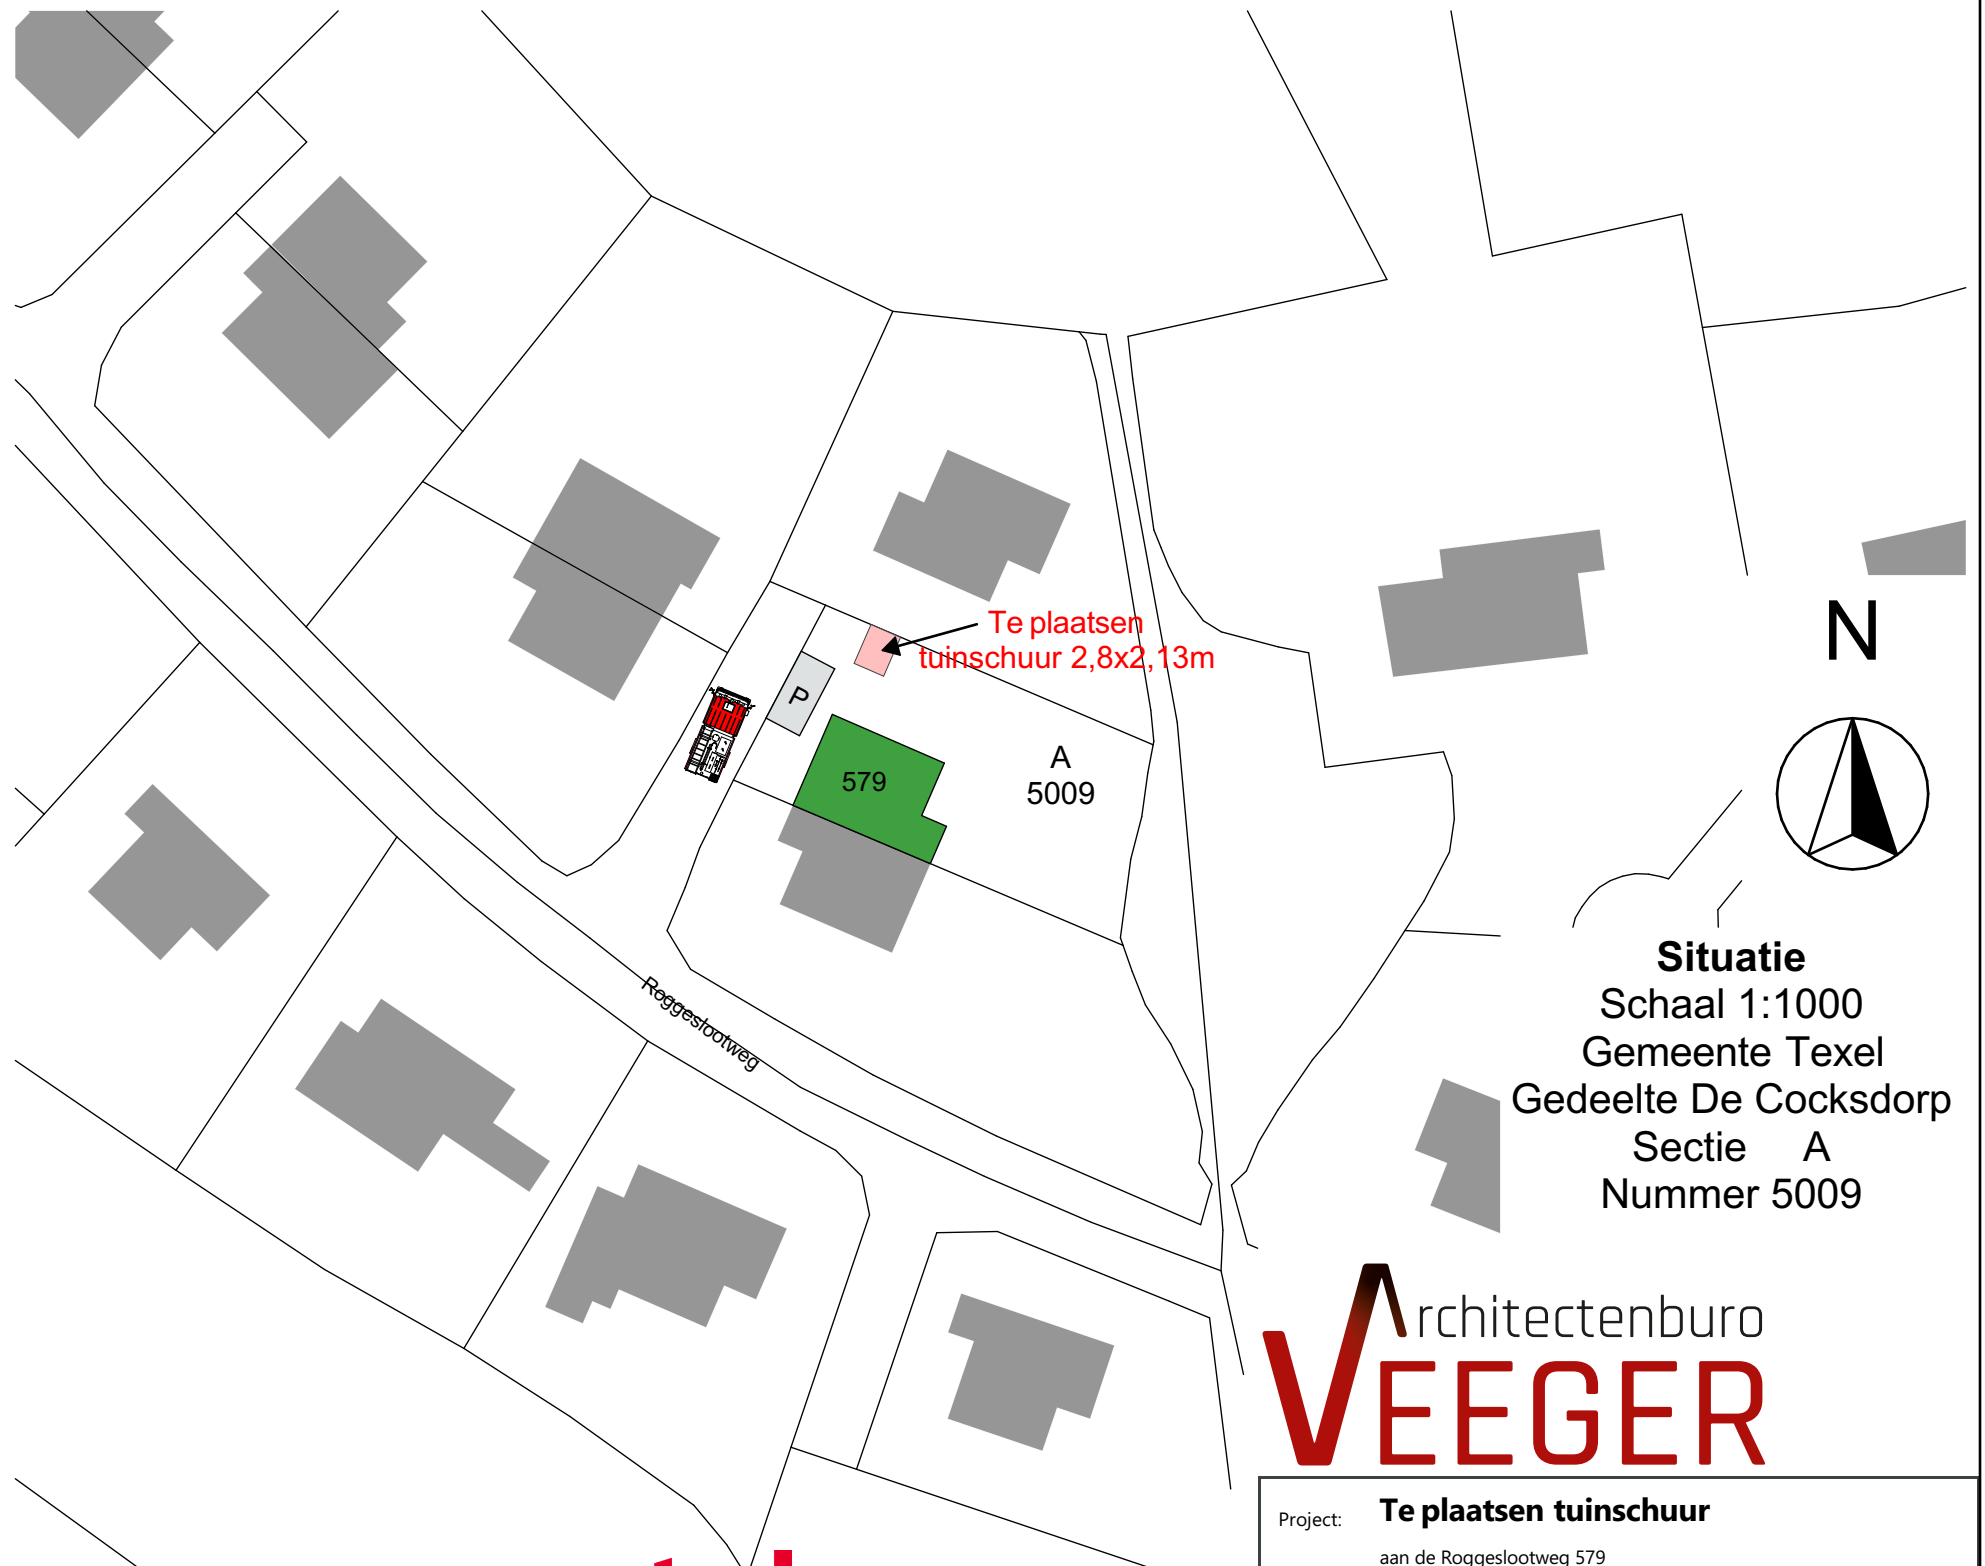 Te plaatsen
tuinschuur 2,8x2,13m
P
579
A
5009
Roggeslootweg
N
Situatie
Schaal 1:1000
Gemeente Texel
Gedeelte De Cocksdorp
Sectie A
Nummer 5009
Architectenburo
VEEGER
Project: Te plaatsen tuinschuur
aan de Roggeslootweg 579